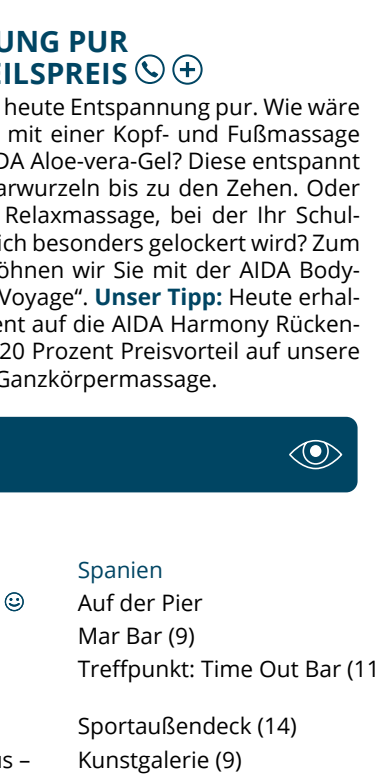 UNG PUR
EILSPREIS
heute Entspannung pur. Wie wäre
mit einer Kopf- und Fußmassage
DA Aloe-vera-Gel? Diese entspannt
arwurzeln bis zu den Zehen. Oder
Relaxmassage, bei der Ihr Schul-
ich besonders gelockert wird? Zum
öhnen wir Sie mit der AIDA Body-
Voyage“. Unser Tipp: Heute erhal-
ent auf die AIDA Harmony Rücken-
20 Prozent Preisvorteil auf unsere
Ganzkörpermassage.
Spanien
Auf der Pier
Mar Bar (9)
Treffpunkt: Time Out Bar (11
Sportaußendeck (14)
us – Kunstgalerie (9)